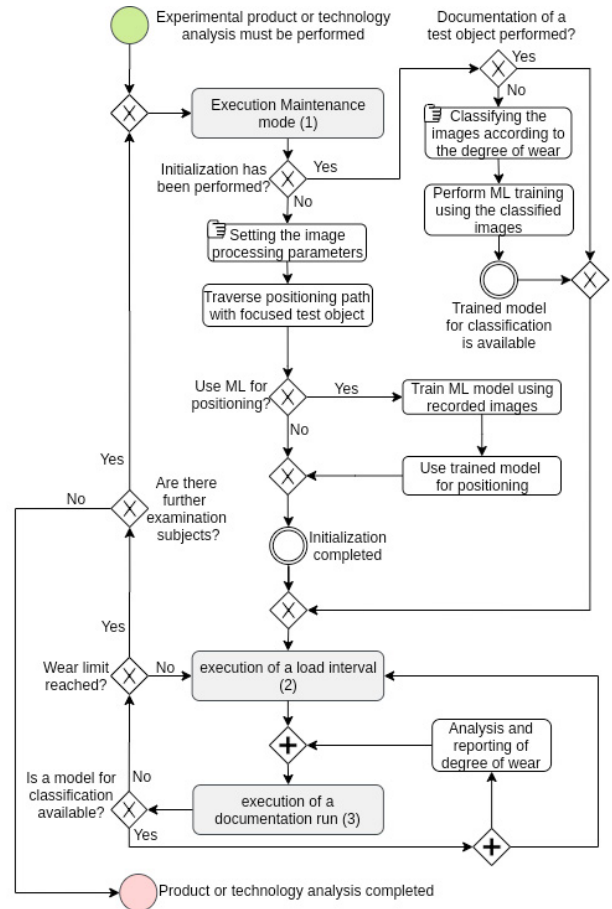 Experimental product or technology
analysis must be performed
Documentation of a
test object performed?
Yes
No
Execution Maintenance
mode (1)
Classifying the
images according to
the degree of wear
Initialization has
been performed?
Yes
No
Perform ML training
using the classified
images
Setting the image
processing parameters
Traverse positioning path
with focused test object
Trained model
for classification
is available
Use ML for
positioning?
Yes
No
Train ML model using
recorded images
Use trained model
for positioning
Yes
No
Are there
further
examination
subjects?
Initialization
completed
Yes
Wear limit
reached?
No
execution of a load interval
(2)
Analysis and
reporting of
degree of wear
Is a model for
classification
available?
No
Yes
execution of a
documentation run (3)
Product or technology analysis completed